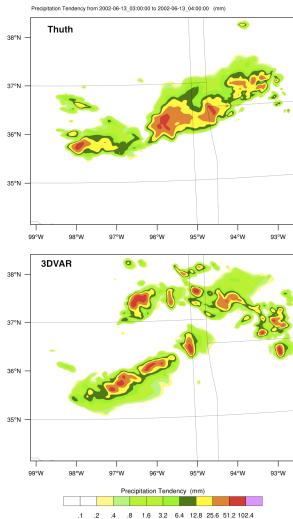 Precipitation Tendency from 2002-06-13_03:00:00 to 2002-06-13_04:00:00 (mm)
Thuth
38°N
37°N
36°N
35°N
99°W 98°W 97°W 96°W 95°W 94°W 93°W
3DVAR
38°N
37°N
36°N
35°N
99°W 98°W 97°W 96°W 95°W 94°W 93°W
Precipitation Tendency (mm)
.1 .2 .4 .8 1.6 3.2 6.4 12.8 25.6 51.2 102.4